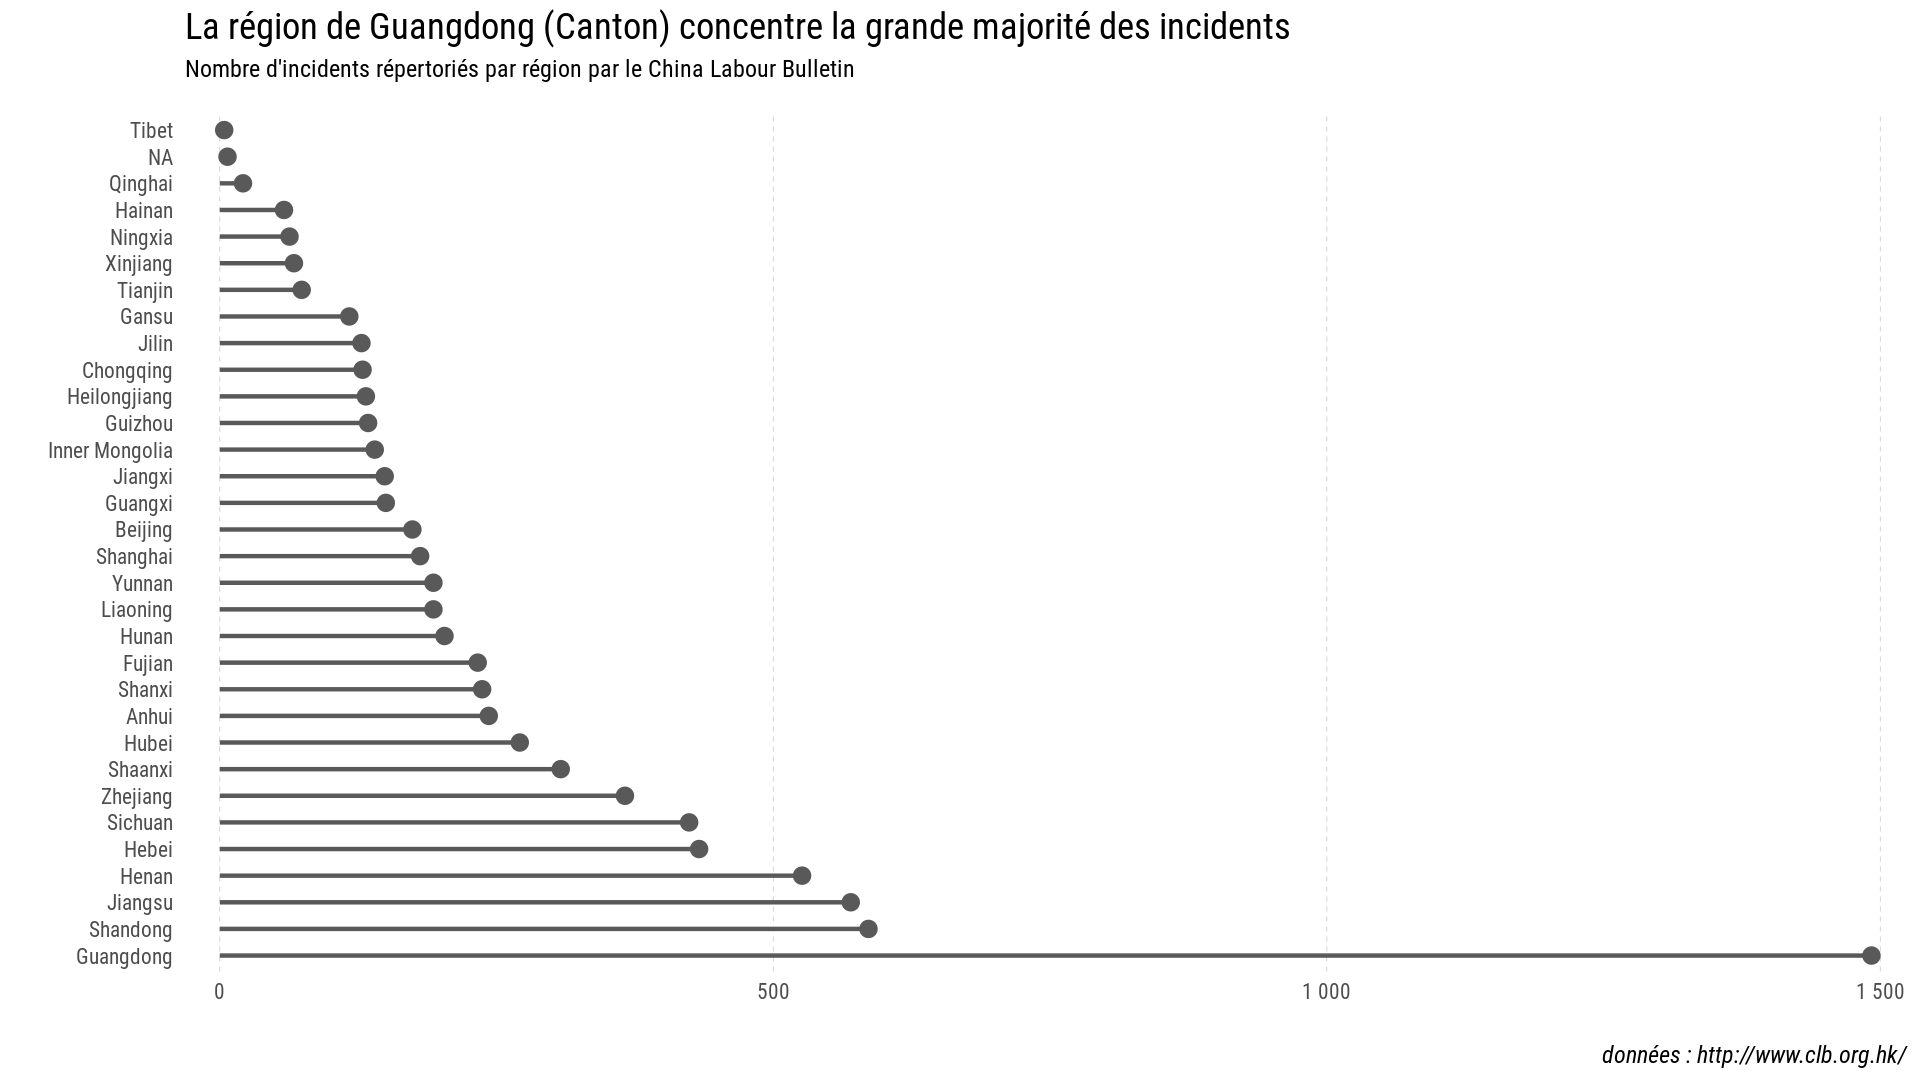 La région de Guangdong (Canton) concentre la grande majorité des incidents
Nombre d'incidents répertoriés par région par le China Labour Bulletin
Tibet
NA
Qinghai
Hainan
Ningxia
Xinjiang
Tianjin
Gansu
Jilin
Chongqing
Heilongjiang
Guizhou
Inner Mongolia
Jiangxi
Guangxi
Beijing
Shanghai
Yunnan
Liaoning
Hunan
Fujian
Shanxi
Anhui
Hubei
Shaanxi
Zhejiang
Sichuan
Hebei
Henan
Jiangsu
Shandong
Guangdong
0 500 1 000 1 500
données : http://www.clb.org.hk/